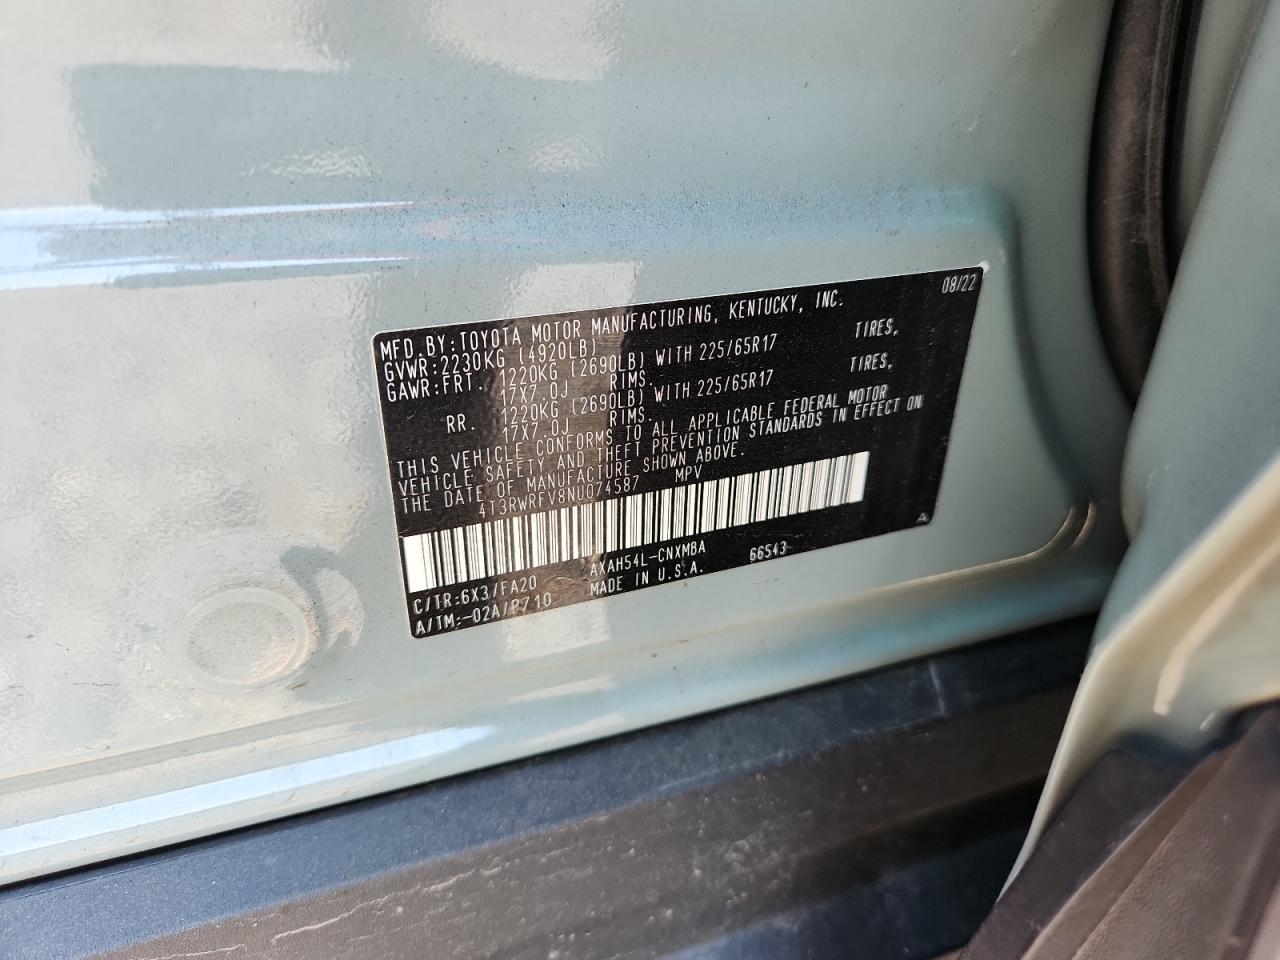 08/22
MFD.BY:TOYOTA MOTOR MANUFACTURING, KENTUCKY, INC.
GVWR:2230KG (4920LB)
GAWR:FRT. 1220KG (2690LB) WITH 225/65R17 TIRES,
17X7.0J RIMS.
RR. 1220KG (2690LB) WITH 225/65R17 TIRES,
17X7.0J RIMS.
THIS VEHICLE CONFORMS TO ALL APPLICABLE FEDERAL MOTOR
VEHICLE SAFETY AND THEFT PREVENTION STANDARDS IN EFFECT ON
THE DATE OF MANUFACTURE SHOWN ABOVE.
4T3RWRFV8NU074587 MPV
C/TR:6X3/FA20 AXAH54L-CNXMBA 66543
A/TM:-02A/P710 MADE IN U.S.A.
A